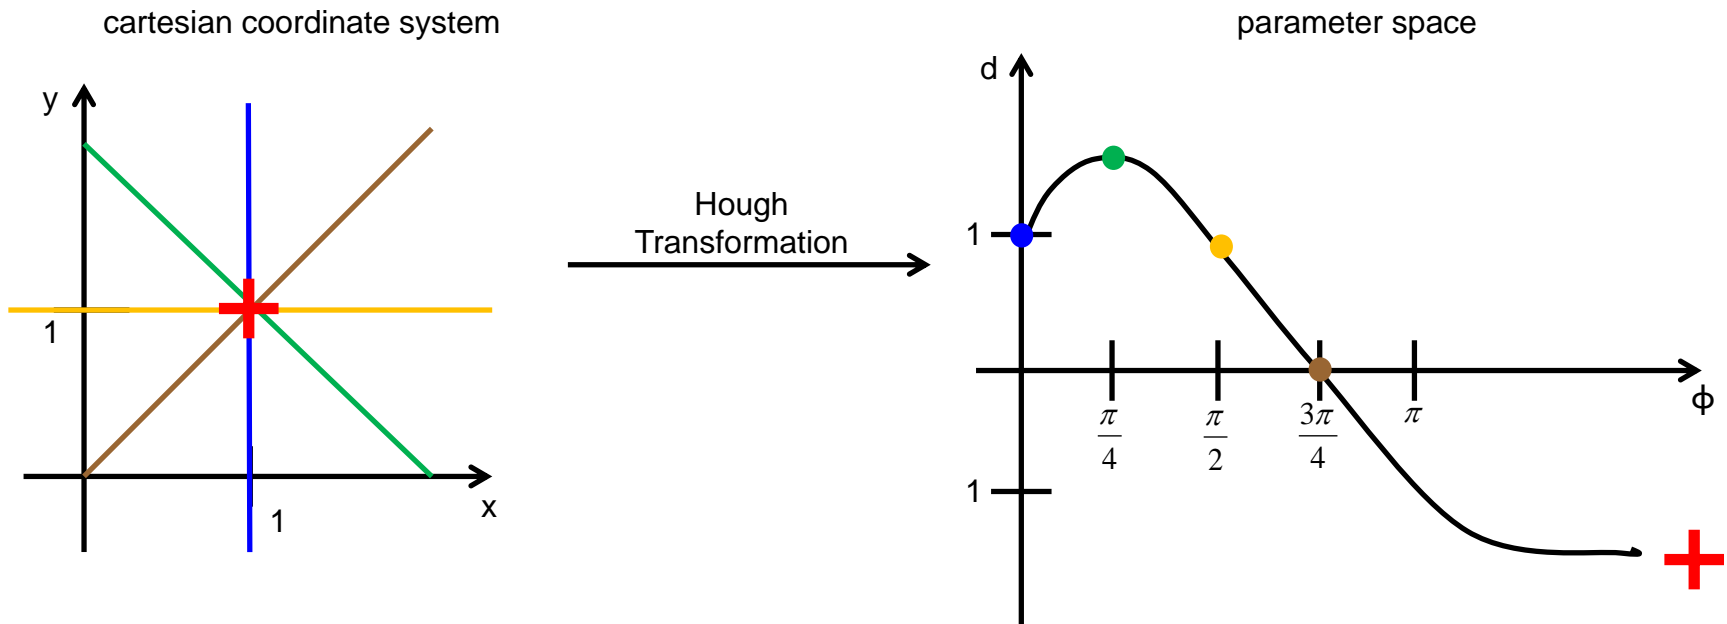 cartesian coordinate system
parameter space
y
1
1
x
Hough
Transformation
d
1
1
π/4
π/2
3π/4
π
ϕ